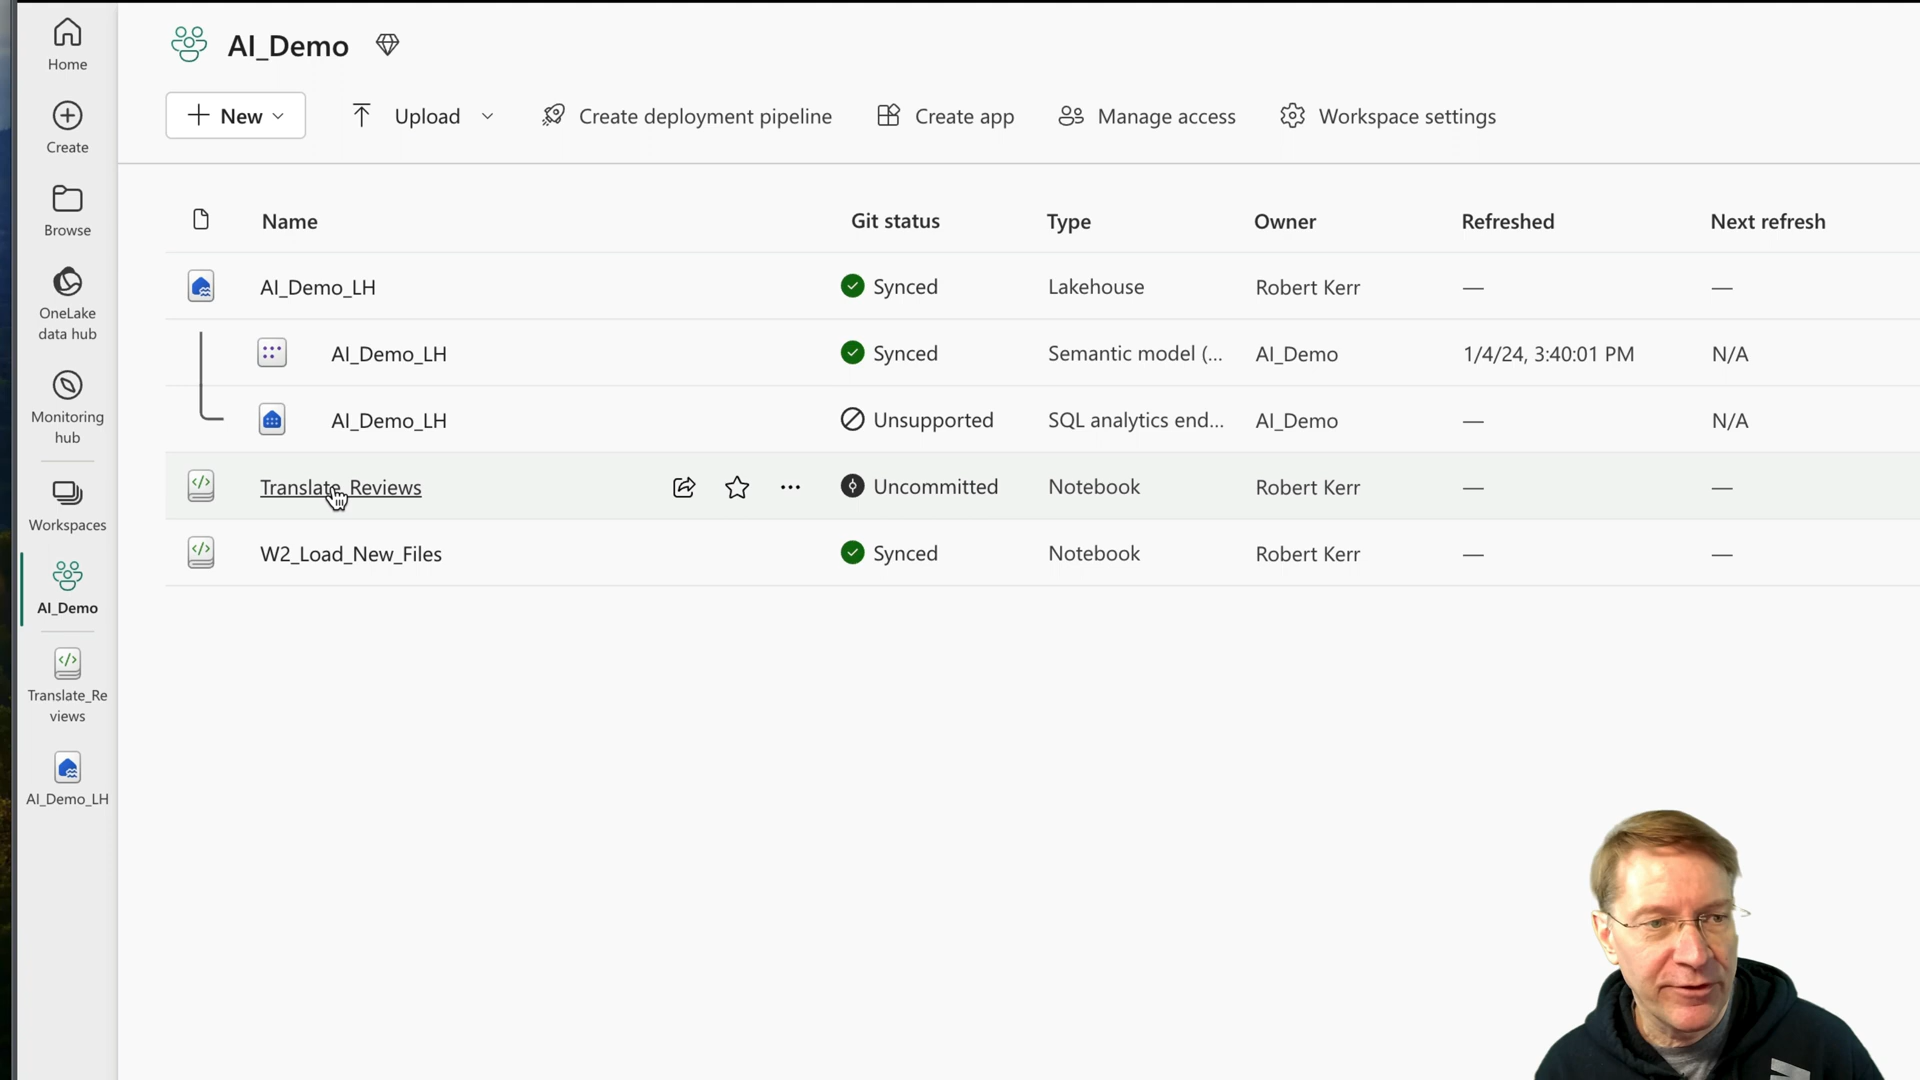 Home
Create
Browse
OneLake
data hub
Monitoring
hub
Workspaces
AI_Demo
Translate_Re
views
AI_Demo_LH
AI_Demo
New
Upload
Create deployment pipeline
Create app
Manage access
Workspace settings
Name Git status Type Owner Refreshed Next refresh
AI_Demo_LH Synced Lakehouse Robert Kerr — —
AI_Demo_LH Synced Semantic model (... AI_Demo 1/4/24, 3:40:01 PM N/A
AI_Demo_LH Unsupported SQL analytics end... AI_Demo — N/A
Translate_Reviews Uncommitted Notebook Robert Kerr — —
W2_Load_New_Files Synced Notebook Robert Kerr — —